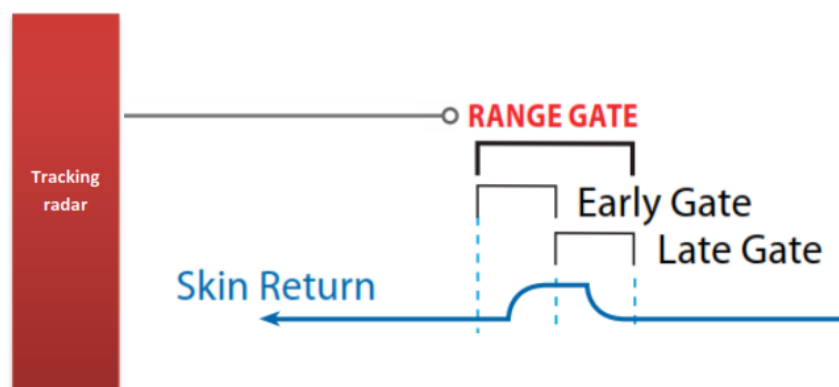 RANGE GATE
Tracking
radar
Early Gate
Late Gate
Skin Return